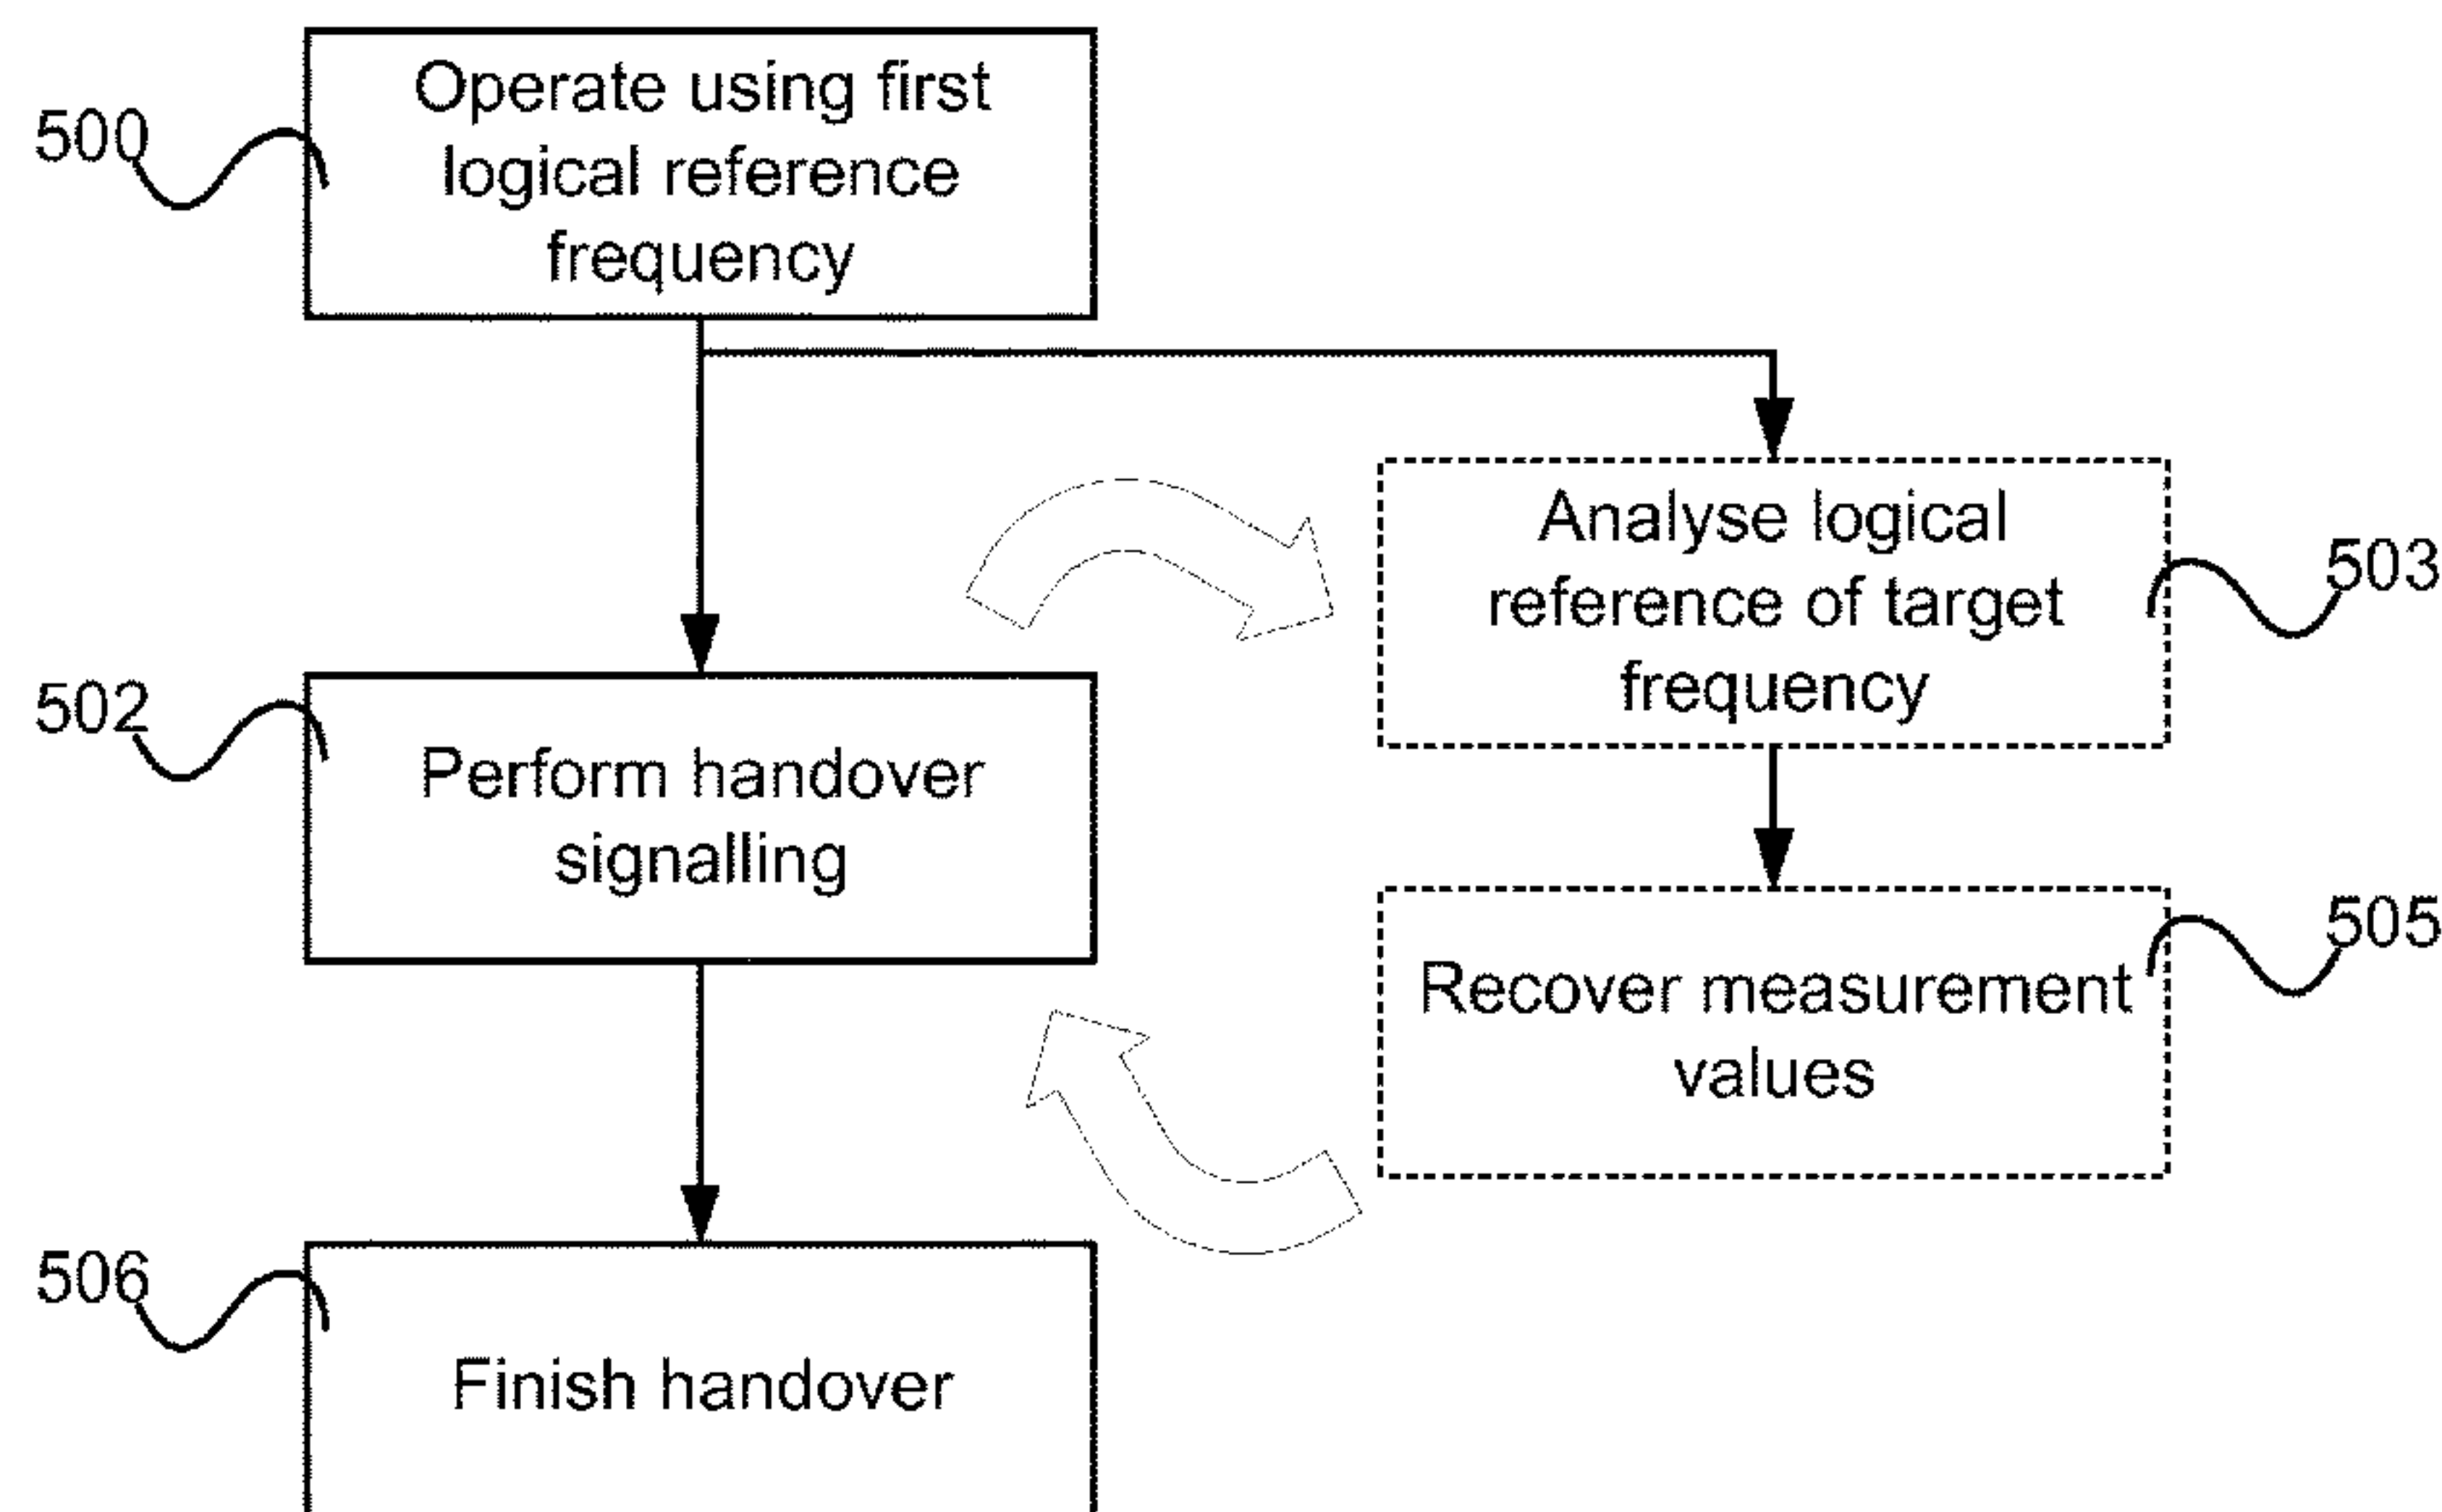 Operate using first
logical reference
frequency
500
Analyse logical
reference of target
frequency
503
502
Perform handover
signalling
505
Recover measurement
values
506
Finish handover